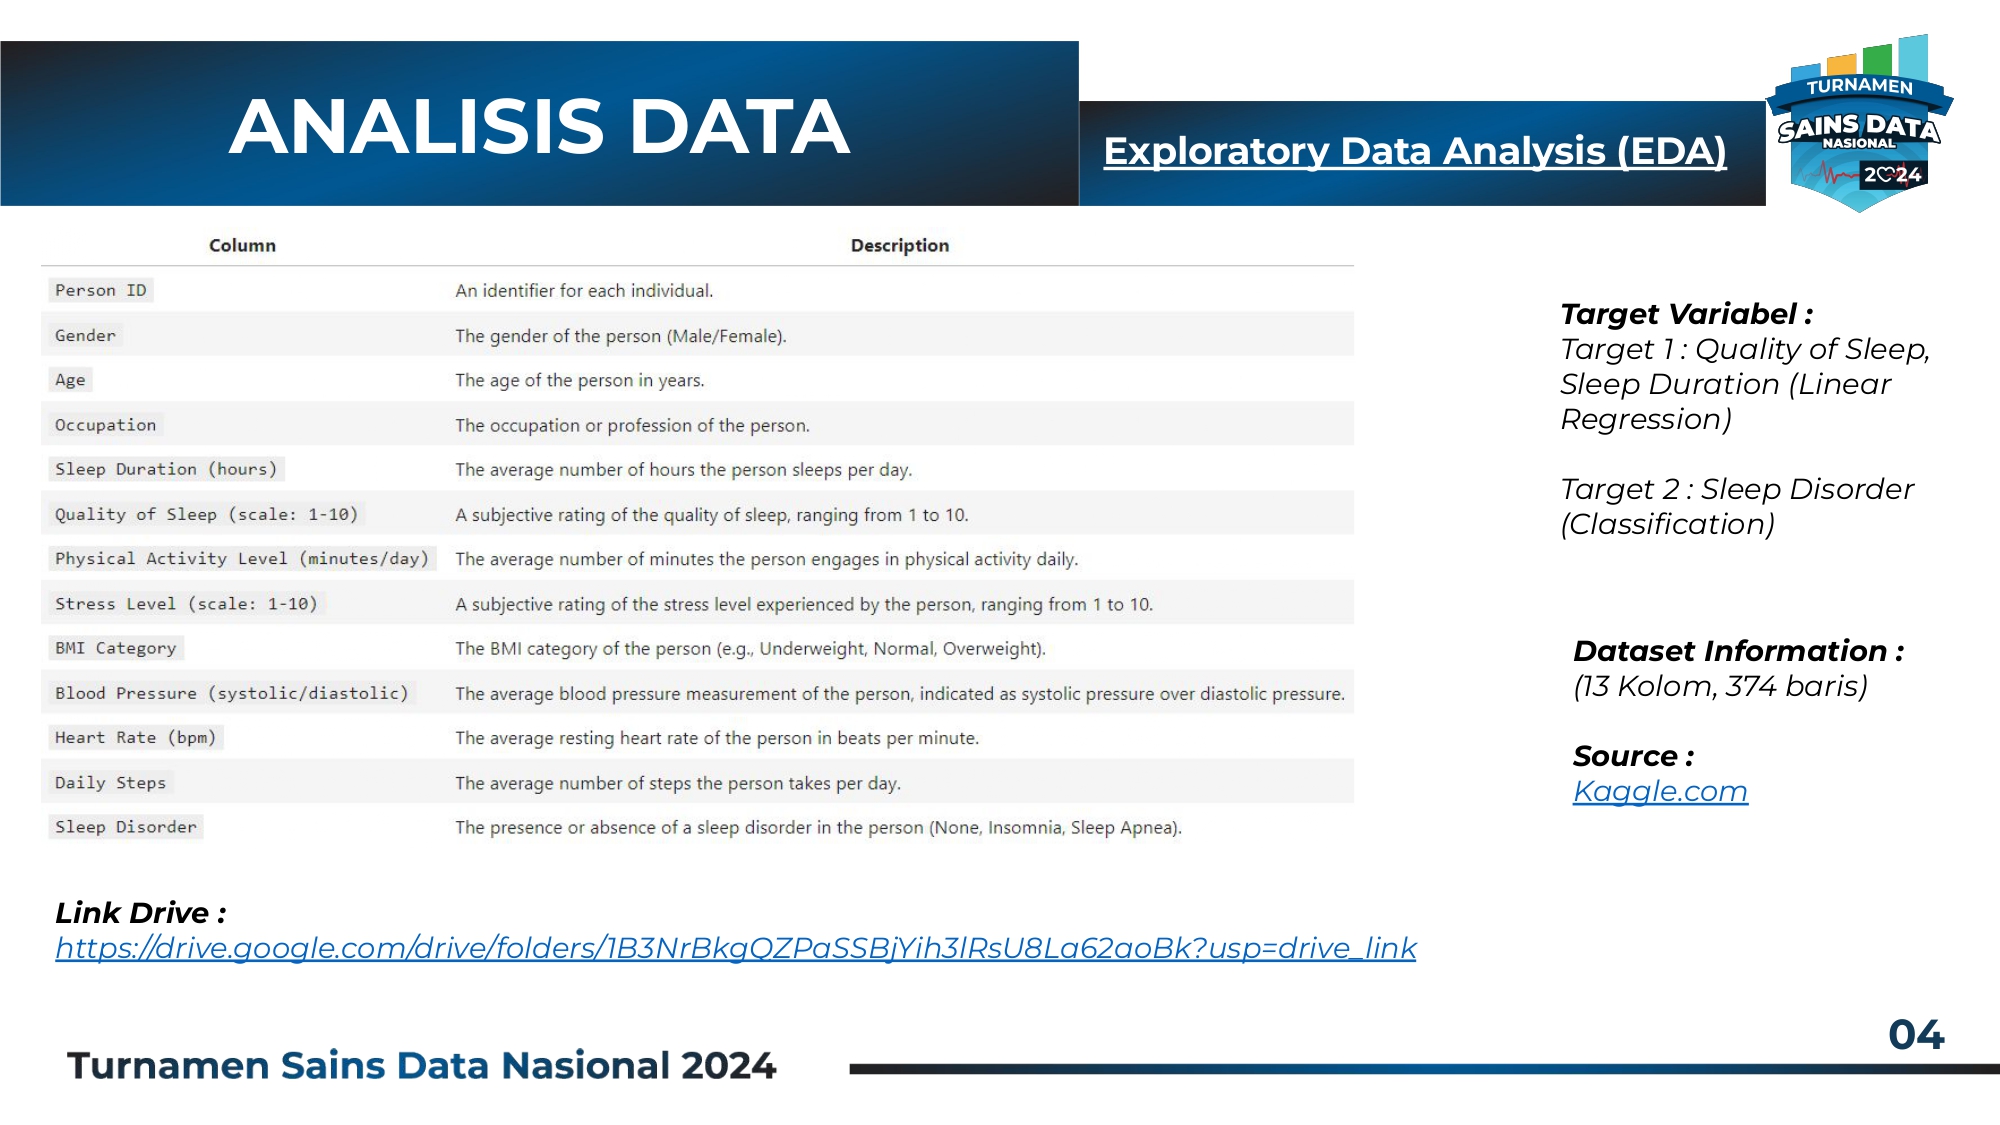 ANALISIS DATA
Exploratory Data Analysis (EDA)
TURNAMEN
SAINS DATA
NASIONAL
2024
Column Description
Person ID An identifier for each individual.
Gender The gender of the person (Male/Female).
Age The age of the person in years.
Occupation The occupation or profession of the person.
Sleep Duration (hours) The average number of hours the person sleeps per day.
Quality of Sleep (scale: 1-10) A subjective rating of the quality of sleep, ranging from 1 to 10.
Physical Activity Level (minutes/day) The average number of minutes the person engages in physical activity daily.
Stress Level (scale: 1-10) A subjective rating of the stress level experienced by the person, ranging from 1 to 10.
BMI Category The BMI category of the person (e.g., Underweight, Normal, Overweight).
Blood Pressure (systolic/diastolic) The average blood pressure measurement of the person, indicated as systolic pressure over diastolic pressure.
Heart Rate (bpm) The average resting heart rate of the person in beats per minute.
Daily Steps The average number of steps the person takes per day.
Sleep Disorder The presence or absence of a sleep disorder in the person (None, Insomnia, Sleep Apnea).
Target Variabel :
Target 1 : Quality of Sleep,
Sleep Duration (Linear
Regression)
Target 2 : Sleep Disorder
(Classification)
Dataset Information :
(13 Kolom, 374 baris)
Source :
Kaggle.com
Link Drive :
https://drive.google.com/drive/folders/1B3NrBkgQZPaSSBjYih3lRsU8La62aoBk?usp=drive_link
04
Turnamen Sains Data Nasional 2024